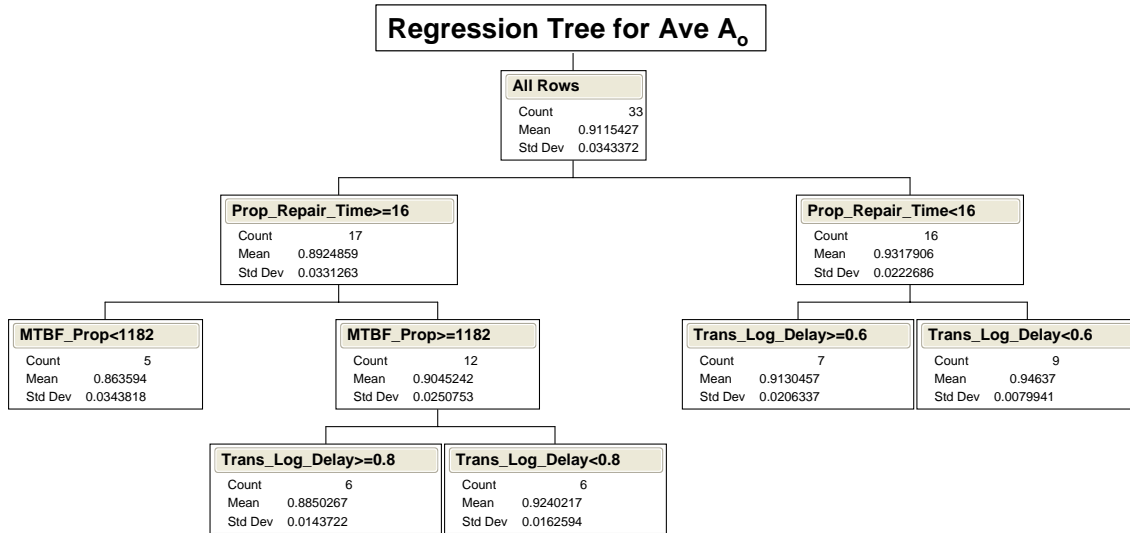 Regression Tree for Ave Ao
All Rows
Count 33
Mean 0.9115427
Std Dev 0.0343372
Prop_Repair_Time>=16
Count 17
Mean 0.8924859
Std Dev 0.0331263
Prop_Repair_Time<16
Count 16
Mean 0.9317906
Std Dev 0.0222686
MTBF_Prop<1182
Count 5
Mean 0.863594
Std Dev 0.0343818
MTBF_Prop>=1182
Count 12
Mean 0.9045242
Std Dev 0.0250753
Trans_Log_Delay>=0.6
Count 7
Mean 0.9130457
Std Dev 0.0206337
Trans_Log_Delay<0.6
Count 9
Mean 0.94637
Std Dev 0.0079941
Trans_Log_Delay>=0.8
Count 6
Mean 0.8850267
Std Dev 0.0143722
Trans_Log_Delay<0.8
Count 6
Mean 0.9240217
Std Dev 0.0162594